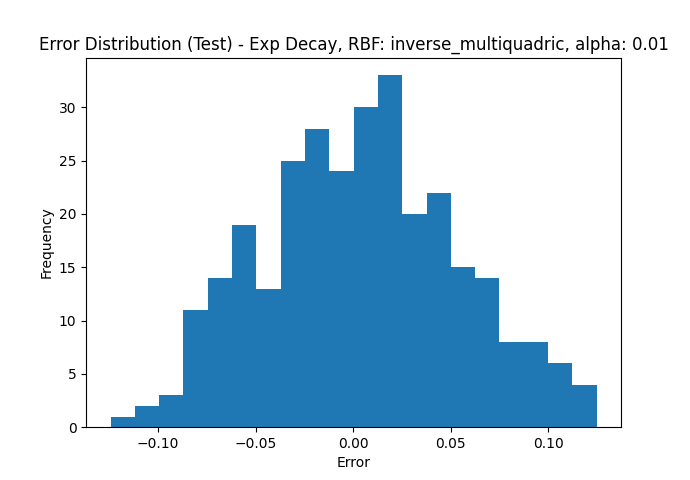 Error Distribution (Test) - Exp Decay, RBF: inverse_multiquadric, alpha: 0.01
Frequency
30
25
20
15
10
5
0
−0.10 −0.05 0.00 0.05 0.10
Error